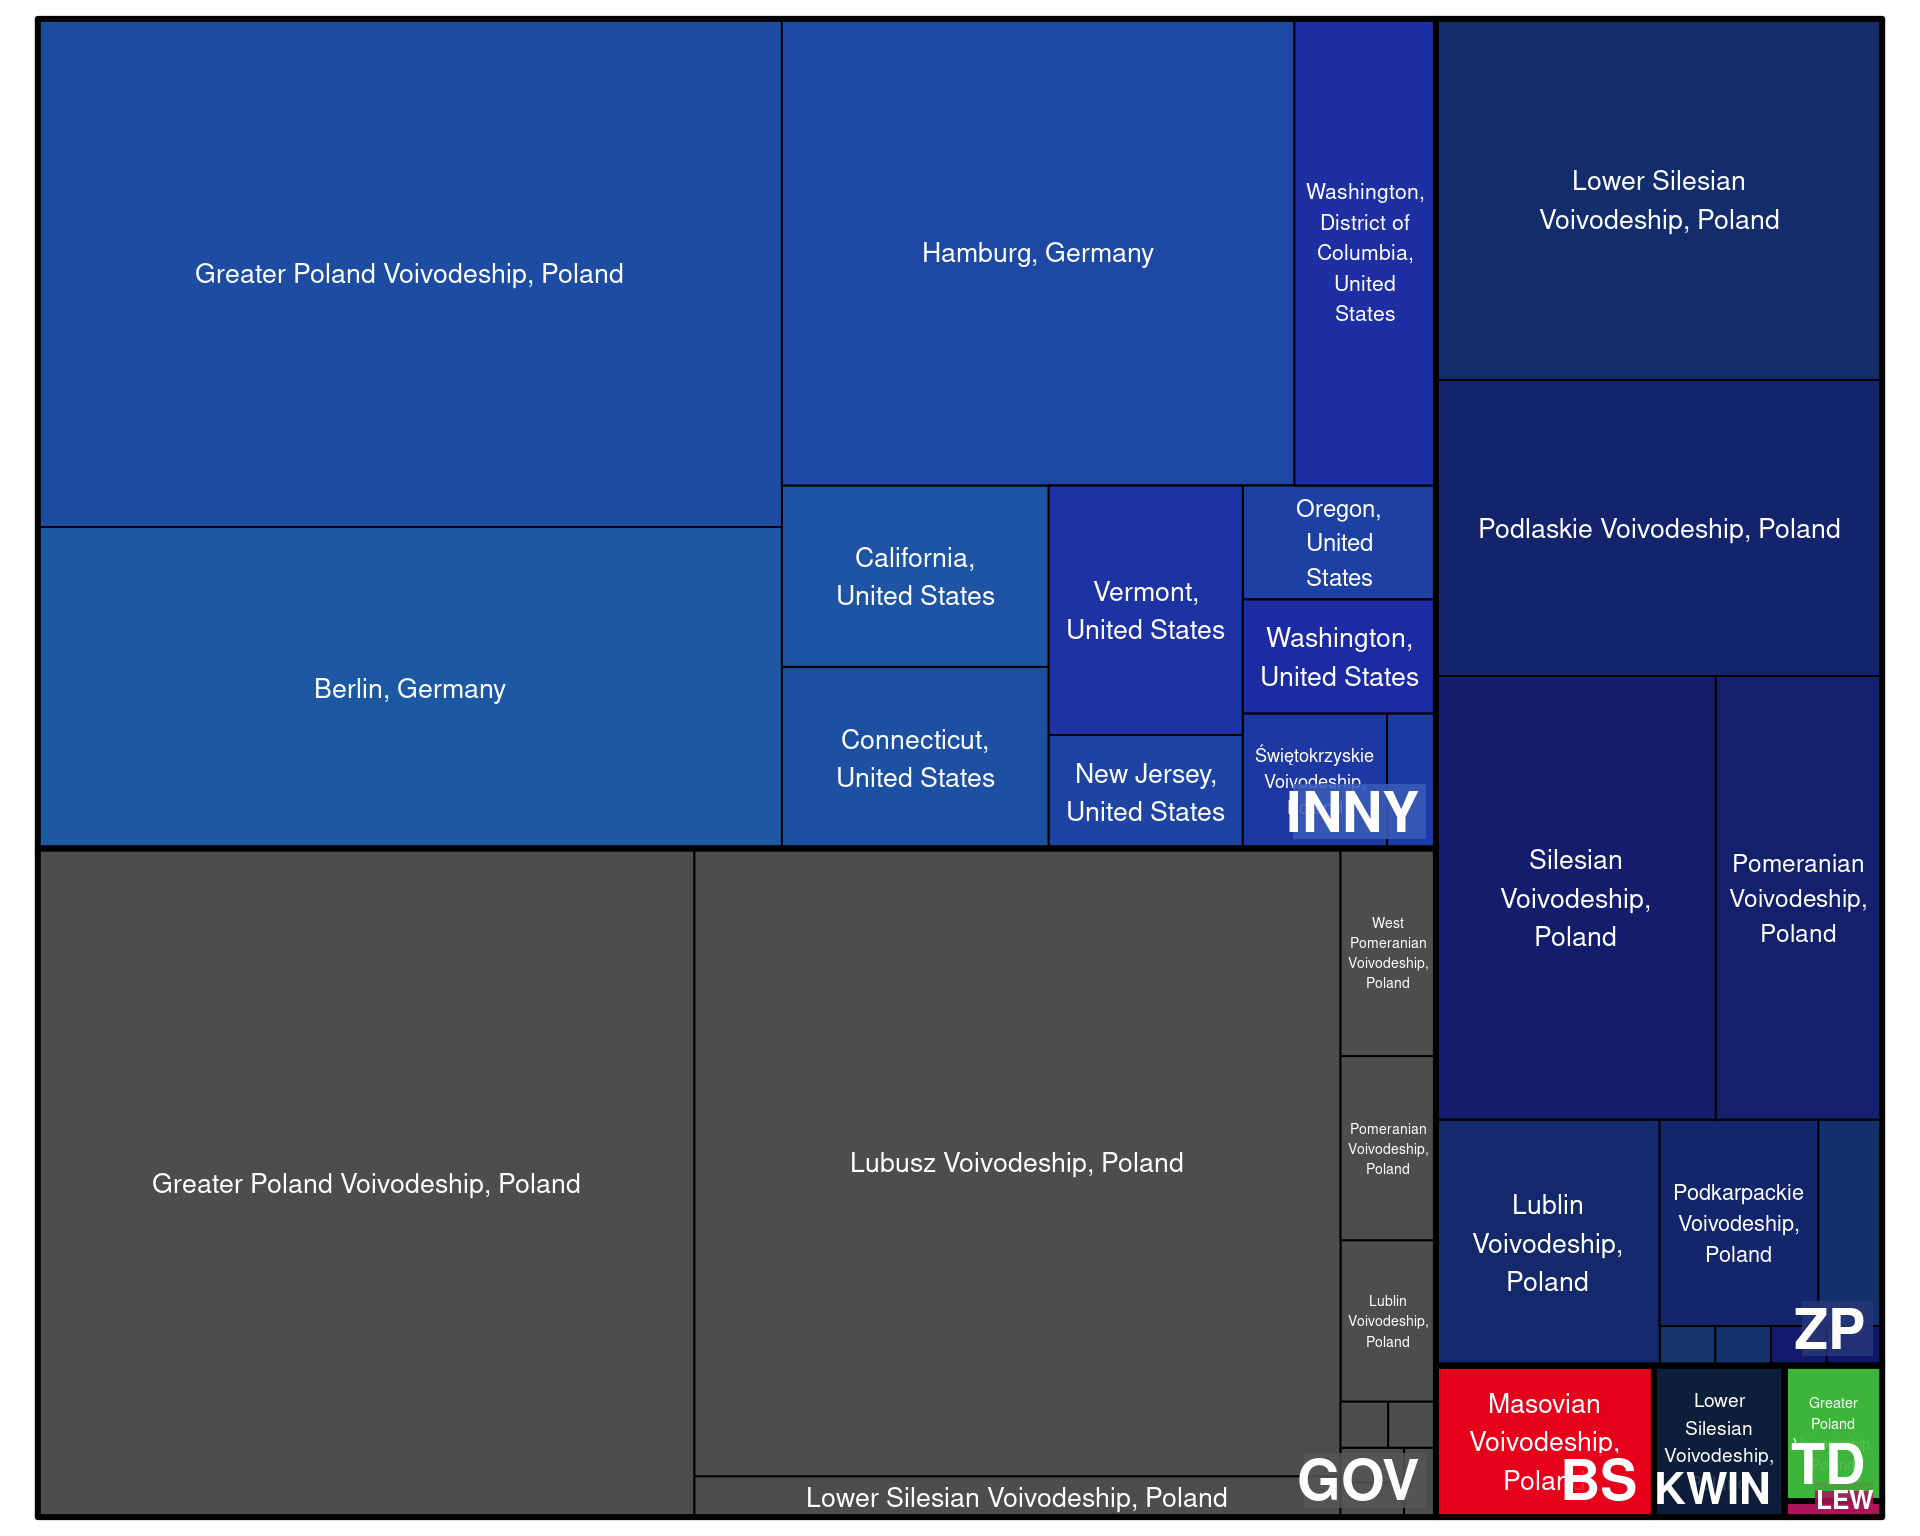 Greater Poland Voivodeship, Poland
Hamburg, Germany
Washington,
District of
Columbia,
United
States
Berlin, Germany
California,
United States
Connecticut,
United States
Vermont,
United States
New Jersey,
United States
Oregon,
United
States
Washington,
United States
Świętokrzyskie
Voivodeship,
INNY
Greater Poland Voivodeship, Poland
Lubusz Voivodeship, Poland
Lower Silesian Voivodeship, Poland
West
Pomeranian
Voivodeship,
Poland
Pomeranian
Voivodeship,
Poland
Lublin
Voivodeship,
Poland
GOV
Lower Silesian
Voivodeship, Poland
Podlaskie Voivodeship, Poland
Silesian
Voivodeship,
Poland
Pomeranian
Voivodeship,
Poland
Lublin
Voivodeship,
Poland
Podkarpackie
Voivodeship,
Poland
ZP
Masovian
Voivodeship,
Poland
BS
Lower
Silesian
Voivodeship,
KWIN
Greater
Poland
TD
LEW